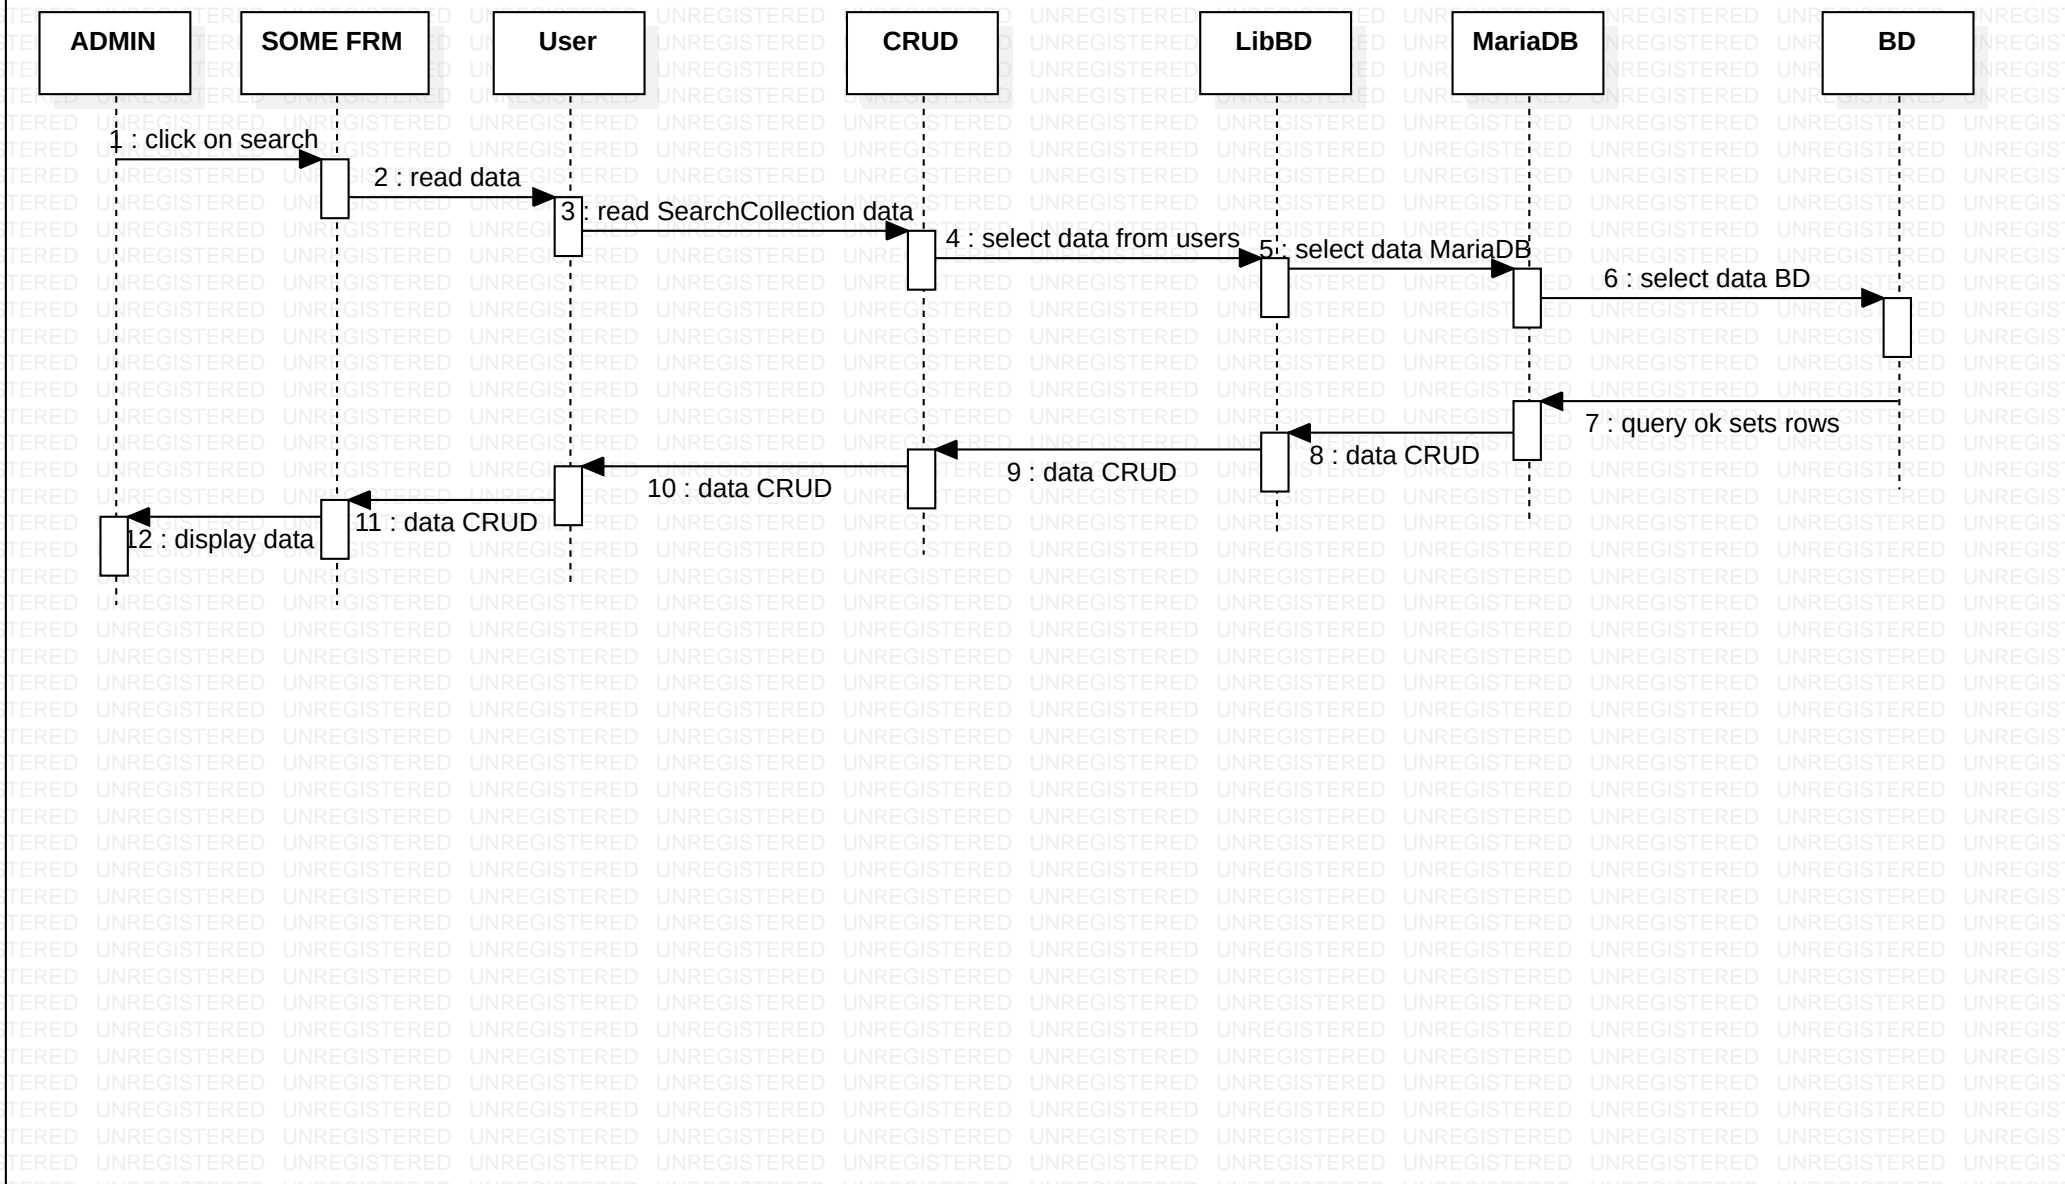 ADMIN
SOME FRM
User
CRUD
LibBD
MariaDB
BD
1 : click on search
2 : read data
3 : read SearchCollection data
4 : select data from users
5 : select data MariaDB
6 : select data BD
7 : query ok sets rows
8 : data CRUD
9 : data CRUD
10 : data CRUD
11 : data CRUD
12 : display data
UNREGISTERED